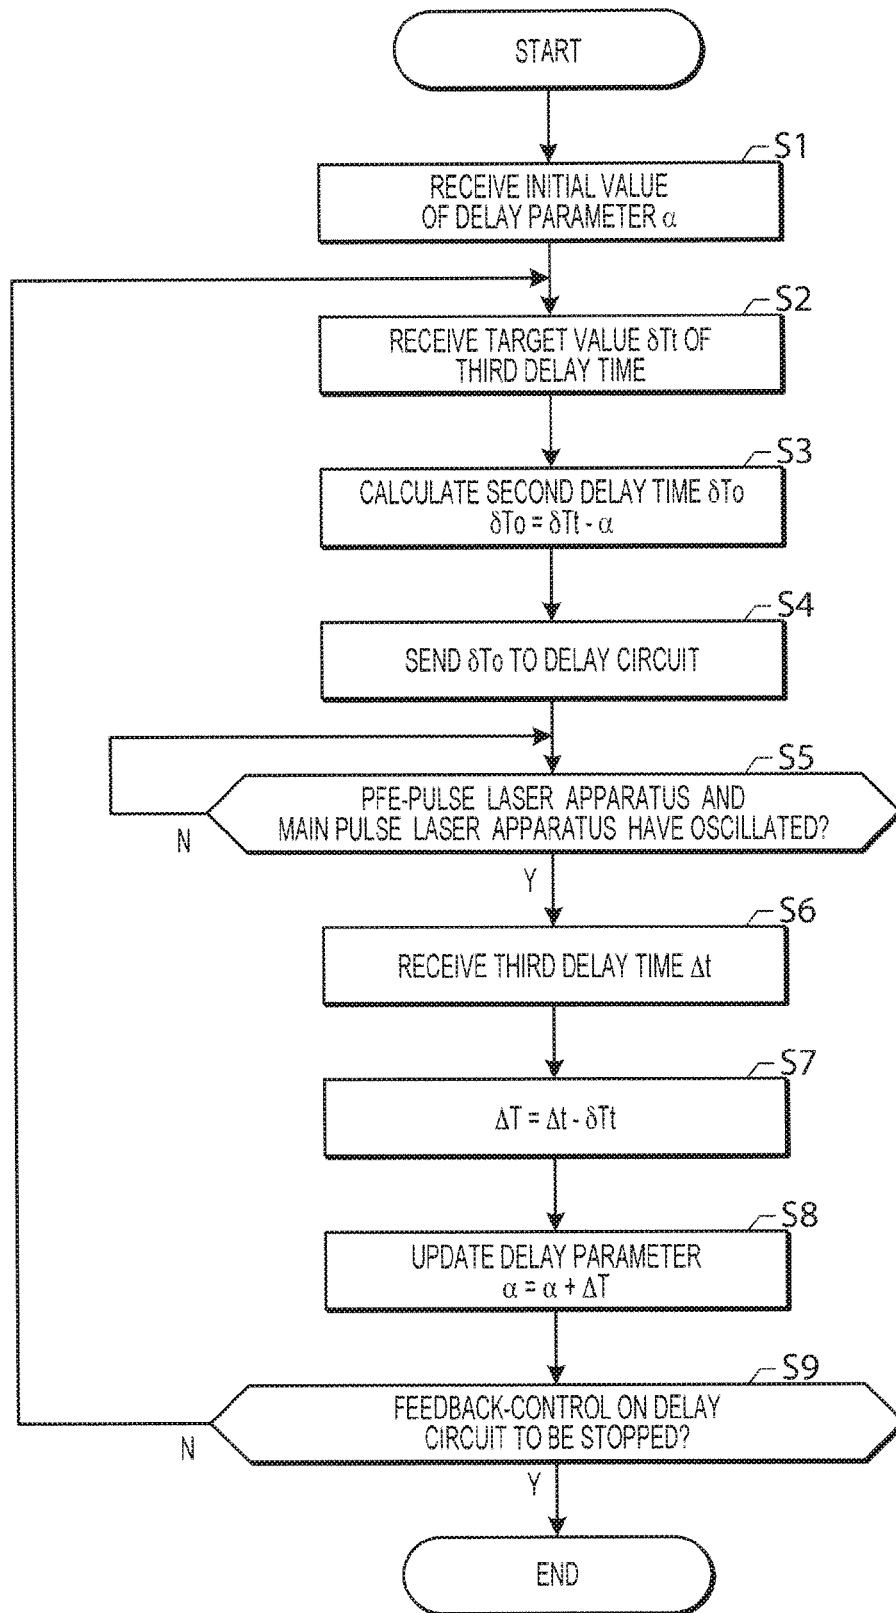 START
S1
RECEIVE INITIAL VALUE
OF DELAY PARAMETER α
S2
RECEIVE TARGET VALUE δTt OF
THIRD DELAY TIME
S3
CALCULATE SECOND DELAY TIME δTo
δTo = δTt - α
S4
SEND δTo TO DELAY CIRCUIT
S5
PFE-PULSE LASER APPARATUS AND
MAIN PULSE LASER APPARATUS HAVE OSCILLATED?
N
Y
S6
RECEIVE THIRD DELAY TIME Δt
S7
ΔT = Δt - δTt
S8
UPDATE DELAY PARAMETER
α = α + ΔT
S9
FEEDBACK-CONTROL ON DELAY
CIRCUIT TO BE STOPPED?
N
Y
END